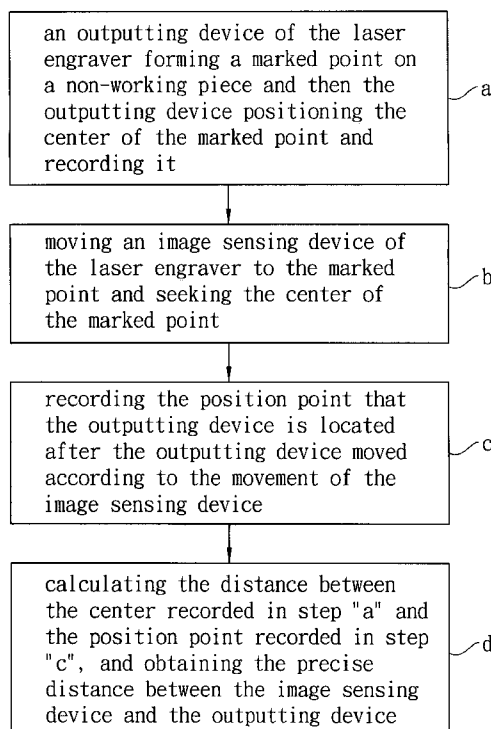 an outputting device of the laser
engraver forming a marked point on
a non-working piece and then the
outputting device positioning the
center of the marked point and
recording it
a
moving an image sensing device of
the laser engraver to the marked
point and seeking the center of
the marked point
b
recording the position point that
the outputting device is located
after the outputting device moved
according to the movement of the
image sensing device
c
calculating the distance between
the center recorded in step "a" and
the position point recorded in step
"c", and obtaining the precise
distance between the image sensing
device and the outputting device
d